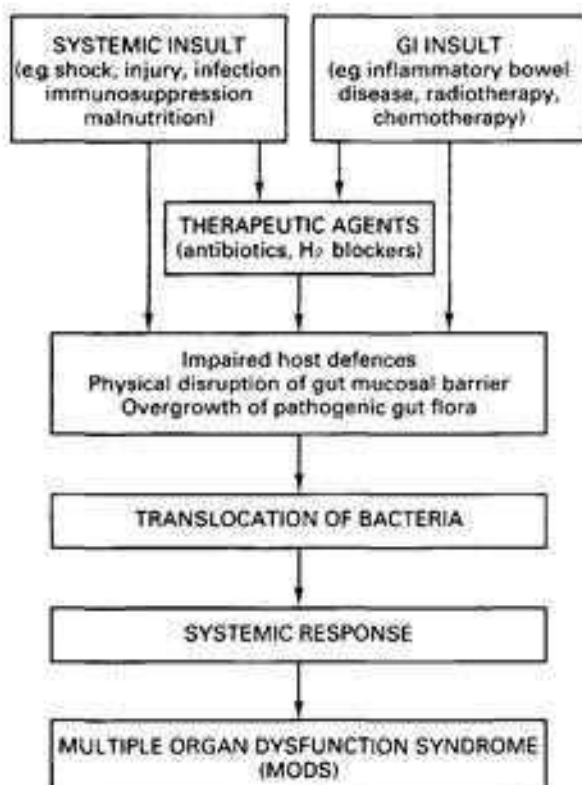 SYSTEMIC INSULT
(eg shock, injury, infection
immunosuppression
malnutrition)
GI INSULT
(eg inflammatory bowel
disease, radiotherapy,
chemotherapy)
THERAPEUTIC AGENTS
(antibiotics, H₂ blockers)
Impaired host defences
Physical disruption of gut mucosal barrier
Overgrowth of pathogenic gut flora
TRANSLOCATION OF BACTERIA
SYSTEMIC RESPONSE
MULTIPLE ORGAN DYSFUNCTION SYNDROME
(MODS)